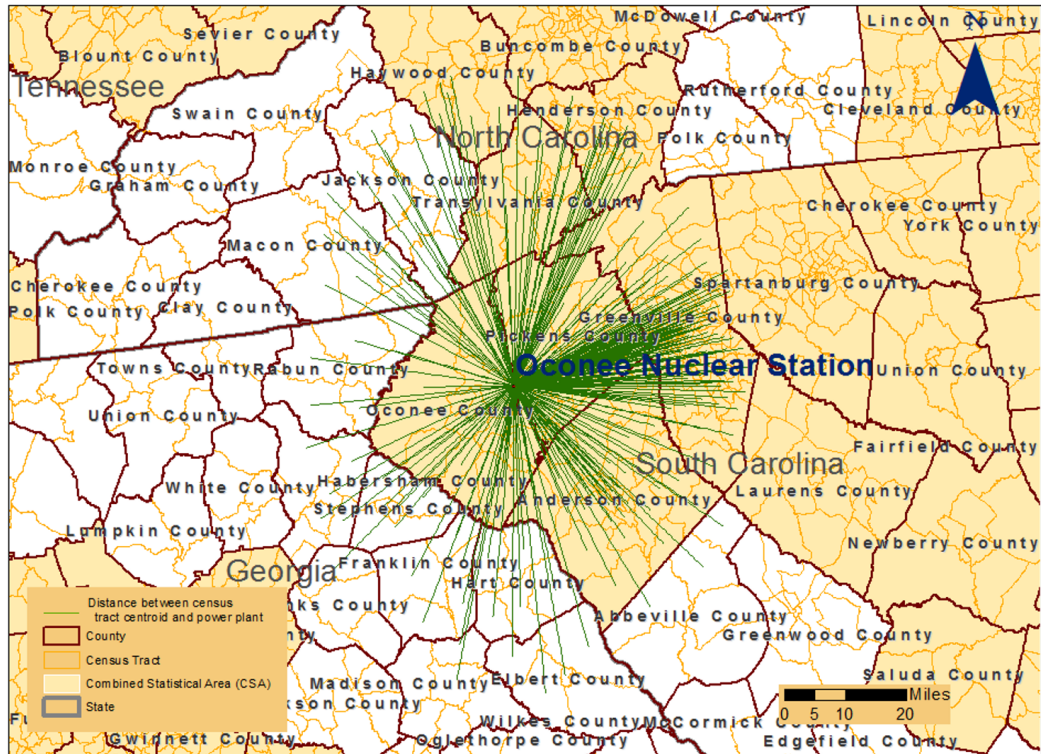 McDowell County
Lincoln County
Sevier County
Buncombe County
Blount County
Haywood County
Tennessee
Rutherford County
N
Henderson County
Cleveland County
Swain County
North Carolina
Polk County
Monroe County
Graham County
Jackson County
Transylvania County
Cherokee County
York County
Macon County
Cherokee County
Spartanburg County
Polk County
Clay County
Greenville County
Pickens County
Oconee Nuclear Station
Towns County
Rabun County
Union County
Union County
Oconee County
Fairfield County
South Carolina
Habersham County
White County
Anderson County
Laurens County
Stephens County
Lumpkin County
Newberry County
Franklin County
Georgia
Hart County
Distance between census
tract centroid and power plant
nks County
Abbeville County
County
Greenwood County
Census Tract
Saluda County
Combined Statistical Area (CSA)
Madison County
Elbert County
State
kson County
Miles
0 5 10 20
Wilkes County
McCormick
Gwinnett County
Oglethorpe County
Edgefield County